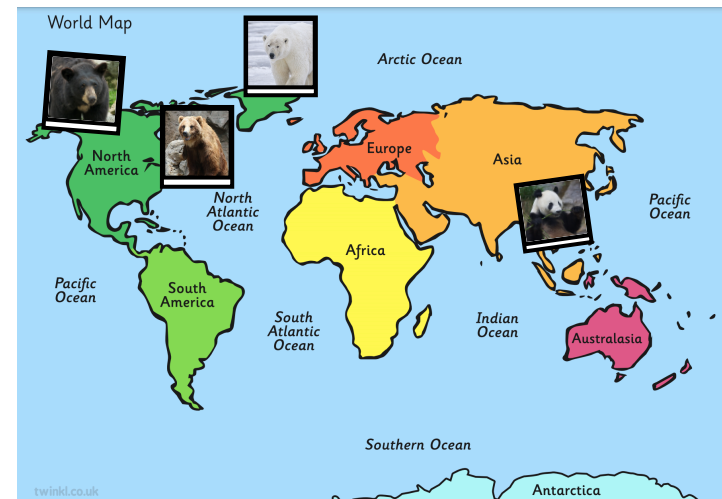 World Map
Arctic Ocean
North
America
Europe
Asia
North
Atlantic
Ocean
Pacific
Ocean
Africa
Pacific
Ocean
South
America
South
Atlantic
Ocean
Indian
Ocean
Australasia
Southern Ocean
Antarctica
twinkl.co.uk